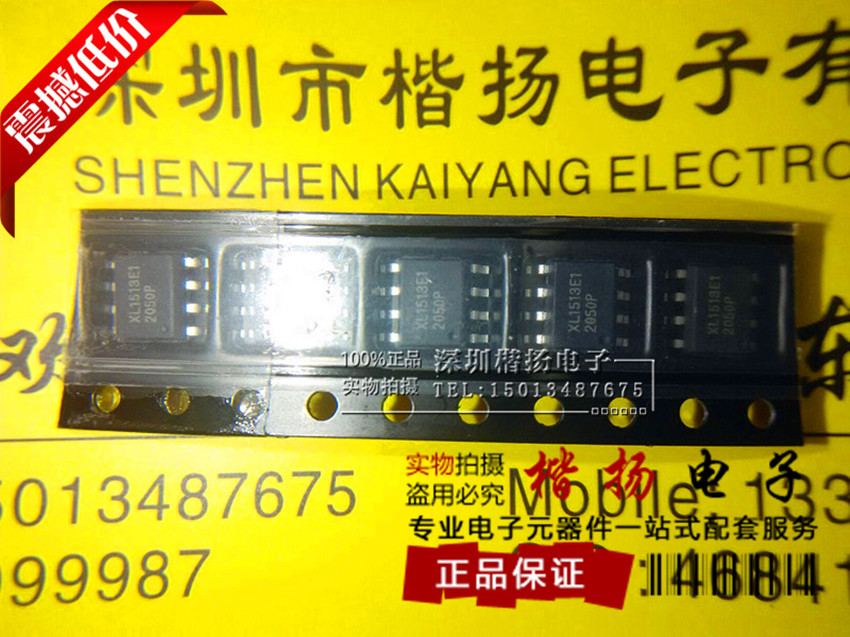 震撼低价
深圳市楷扬电子有
SHENZHEN KAIYANG ELECTRO
XL1513E1
2050P
XL1513E1
2050P
XL1513E1
2050P
XL1513E1
2050P
100%正品
实物拍摄
深圳楷扬电子
TEL:15013487675
欢
东
5013487675
999987
Mobile:133
实物拍摄
盗用必究
楷扬电子
专业电子元器件一站式配套服务
正品保证